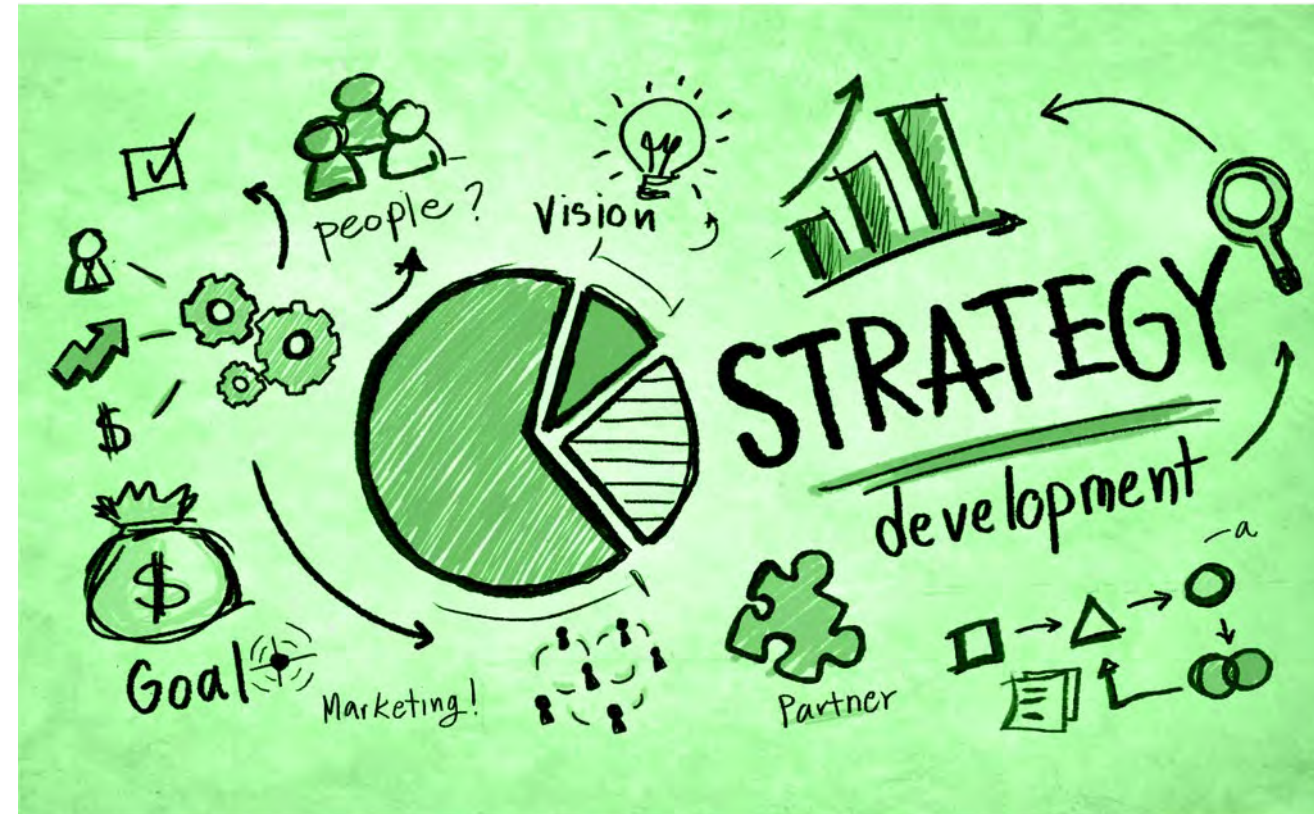 people?
Vision
STRATEGY
development
a
$
$
Goal
Marketing!
Partner